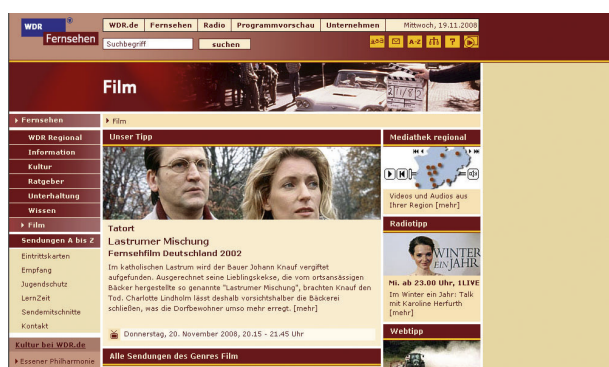 WDR
Fernsehen
WDR.de Fernsehen Radio Programmvorschau Unternehmen Mittwoch, 19.11.2008
Suchbegriff suchen
A-Z ?
Film
Fernsehen
Film
WDR Regional
Information
Kultur
Ratgeber
Unterhaltung
Wissen
Film
Sendungen A bis Z
Eintrittskarten
Empfang
Jugendschutz
LernZeit
Sendemitschnitte
Kontakt
Kultur bei WDR.de
Essener Philharmonie
Unser Tipp
Tatort
Lastrumer Mischung
Fernsehfilm Deutschland 2002
Im katholischen Lastrum wird der Bauer Johann Knauf vergiftet
aufgefunden. Ausgerechnet seine Lieblingskekse, die vom ortsansässigen
Bäcker hergestellte so genannte "Lastrumer Mischung", brachten Knauf den
Tod. Charlotte Lindholm lässt deshalb vorsichtshalber die Bäckerei
schließen, was die Dorfbewohner umso mehr erregt. [mehr]
Donnerstag, 20. November 2008, 20.15 - 21.45 Uhr
Alle Sendungen des Genres Film
Mediathek regional
Videos und Audios aus
Ihrer Region [mehr]
Radiotipp
WINTER
EIN JAHR
Mi. ab 23.00 Uhr, 1LIVE
Im Winter ein Jahr: Talk
mit Karoline Herfurth
[mehr]
Webtipp